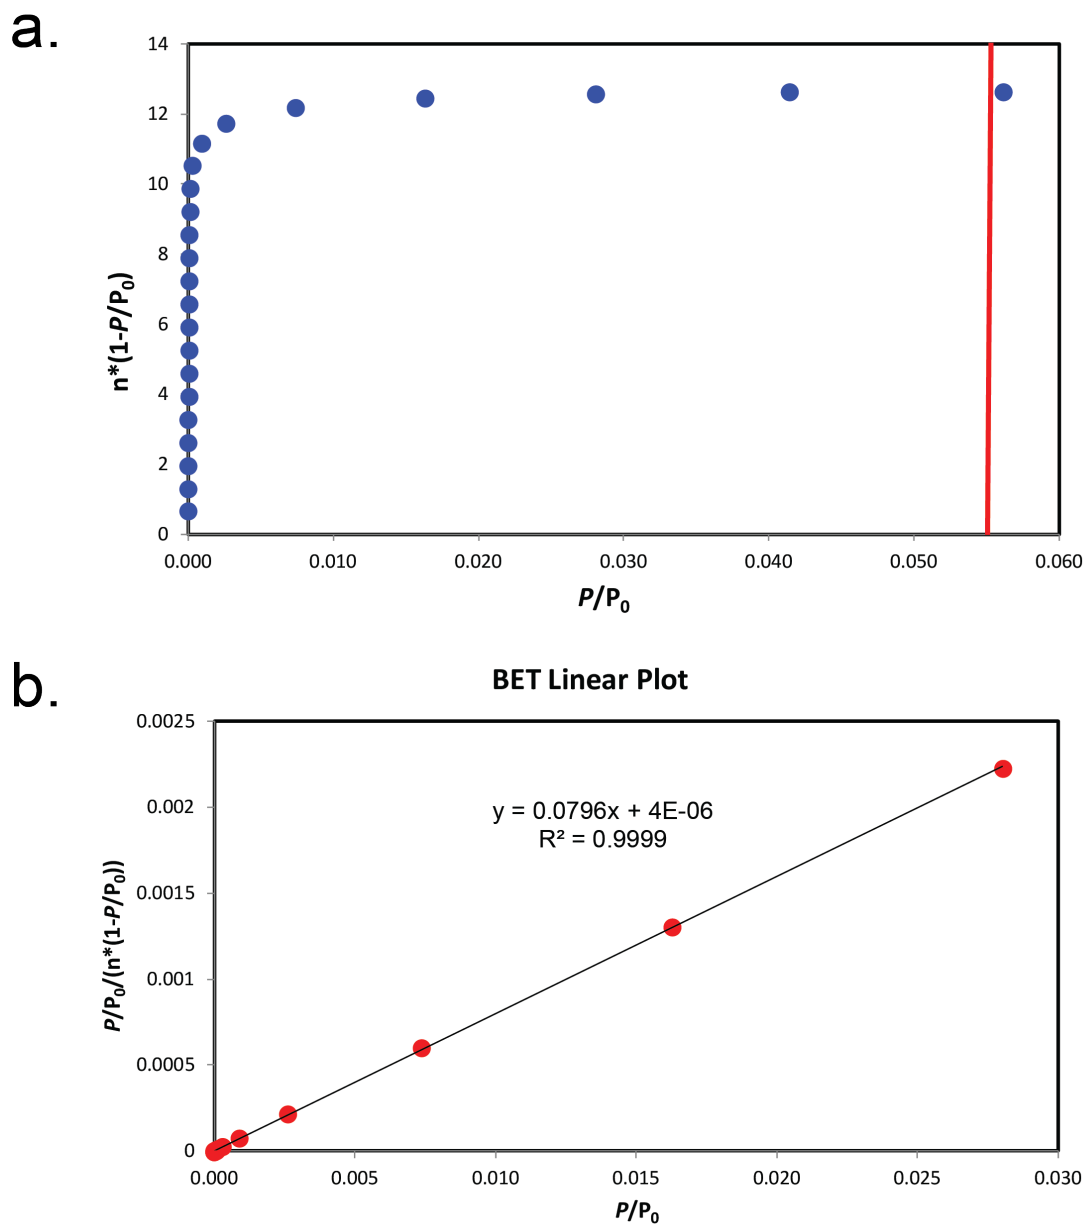 a.
14
12
10
8
6
4
2
0
n*(1-P/P₀)
0.000 0.010 0.020 0.030 0.040 0.050 0.060
P/P₀
b.
BET Linear Plot
0.0025
0.002
0.0015
0.001
0.0005
0
P/P₀/(n*(1-P/P₀))
y = 0.0796x + 4E-06
R² = 0.9999
0.000 0.005 0.010 0.015 0.020 0.025 0.030
P/P₀